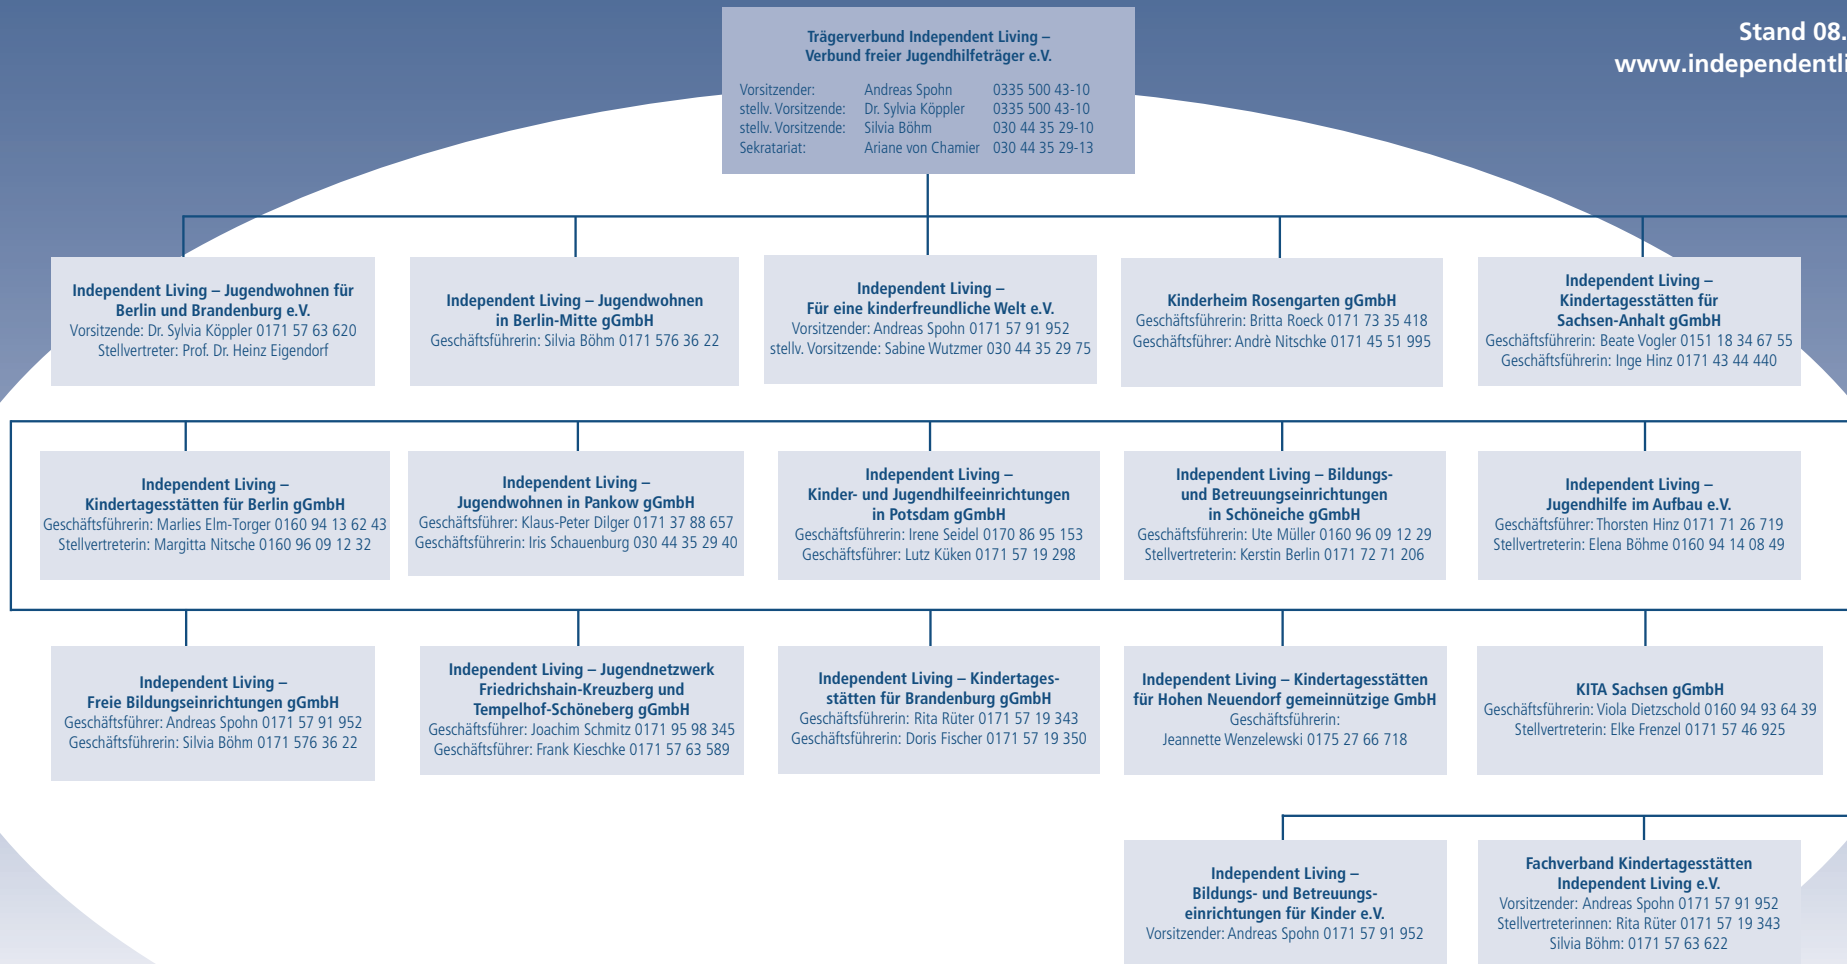 Trägerverbund Independent Living –
Verbund freier Jugendhilfeträger e.V.
Vorsitzender: Andreas Spohn 0335 500 43-10
stellv. Vorsitzende: Dr. Sylvia Köppler 0335 500 43-10
stellv. Vorsitzende: Silvia Böhm 030 44 35 29-10
Sekratariat: Ariane von Chamier 030 44 35 29-13
Stand 08.
www.independentli
Independent Living – Jugendwohnen für
Berlin und Brandenburg e.V.
Vorsitzende: Dr. Sylvia Köppler 0171 57 63 620
Stellvertreter: Prof. Dr. Heinz Eigendorf
Independent Living – Jugendwohnen
in Berlin-Mitte gGmbH
Geschäftsführerin: Silvia Böhm 0171 576 36 22
Independent Living –
Für eine kinderfreundliche Welt e.V.
Vorsitzender: Andreas Spohn 0171 57 91 952
stellv. Vorsitzende: Sabine Wutzmer 030 44 35 29 75
Kinderheim Rosengarten gGmbH
Geschäftsführerin: Britta Roeck 0171 73 35 418
Geschäftsführer: Andrè Nitschke 0171 45 51 995
Independent Living –
Kindertagesstätten für
Sachsen-Anhalt gGmbH
Geschäftsführerin: Beate Vogler 0151 18 34 67 55
Geschäftsführerin: Inge Hinz 0171 43 44 440
Independent Living –
Kindertagesstätten für Berlin gGmbH
Geschäftsführerin: Marlies Elm-Torger 0160 94 13 62 43
Stellvertreterin: Margitta Nitsche 0160 96 09 12 32
Independent Living –
Jugendwohnen in Pankow gGmbH
Geschäftsführer: Klaus-Peter Dilger 0171 37 88 657
Geschäftsführerin: Iris Schauenburg 030 44 35 29 40
Independent Living –
Kinder- und Jugendhilfeeinrichtungen
in Potsdam gGmbH
Geschäftsführerin: Irene Seidel 0170 86 95 153
Geschäftsführer: Lutz Küken 0171 57 19 298
Independent Living – Bildungs-
und Betreuungseinrichtungen
in Schöneiche gGmbH
Geschäftsführerin: Ute Müller 0160 96 09 12 29
Stellvertreterin: Kerstin Berlin 0171 72 71 206
Independent Living –
Jugendhilfe im Aufbau e.V.
Geschäftsführer: Thorsten Hinz 0171 71 26 719
Stellvertreterin: Elena Böhme 0160 94 14 08 49
Independent Living –
Freie Bildungseinrichtungen gGmbH
Geschäftsführer: Andreas Spohn 0171 57 91 952
Geschäftsführerin: Silvia Böhm 0171 576 36 22
Independent Living – Jugendnetzwerk
Friedrichshain-Kreuzberg und
Tempelhof-Schöneberg gGmbH
Geschäftsführer: Joachim Schmitz 0171 95 98 345
Geschäftsführer: Frank Kieschke 0171 57 63 589
Independent Living – Kindertages-
stätten für Brandenburg gGmbH
Geschäftsführerin: Rita Rüter 0171 57 19 343
Geschäftsführerin: Doris Fischer 0171 57 19 350
Independent Living – Kindertagesstätten
für Hohen Neuendorf gemeinnützige GmbH
Geschäftsführerin:
Jeannette Wenzelewski 0175 27 66 718
KITA Sachsen gGmbH
Geschäftsführerin: Viola Dietzschold 0160 94 93 64 39
Stellvertreterin: Elke Frenzel 0171 57 46 925
Independent Living –
Bildungs- und Betreuungs-
einrichtungen für Kinder e.V.
Vorsitzender: Andreas Spohn 0171 57 91 952
Fachverband Kindertagesstätten
Independent Living e.V.
Vorsitzender: Andreas Spohn 0171 57 91 952
Stellvertreterinnen: Rita Rüter 0171 57 19 343
Silvia Böhm: 0171 57 63 622